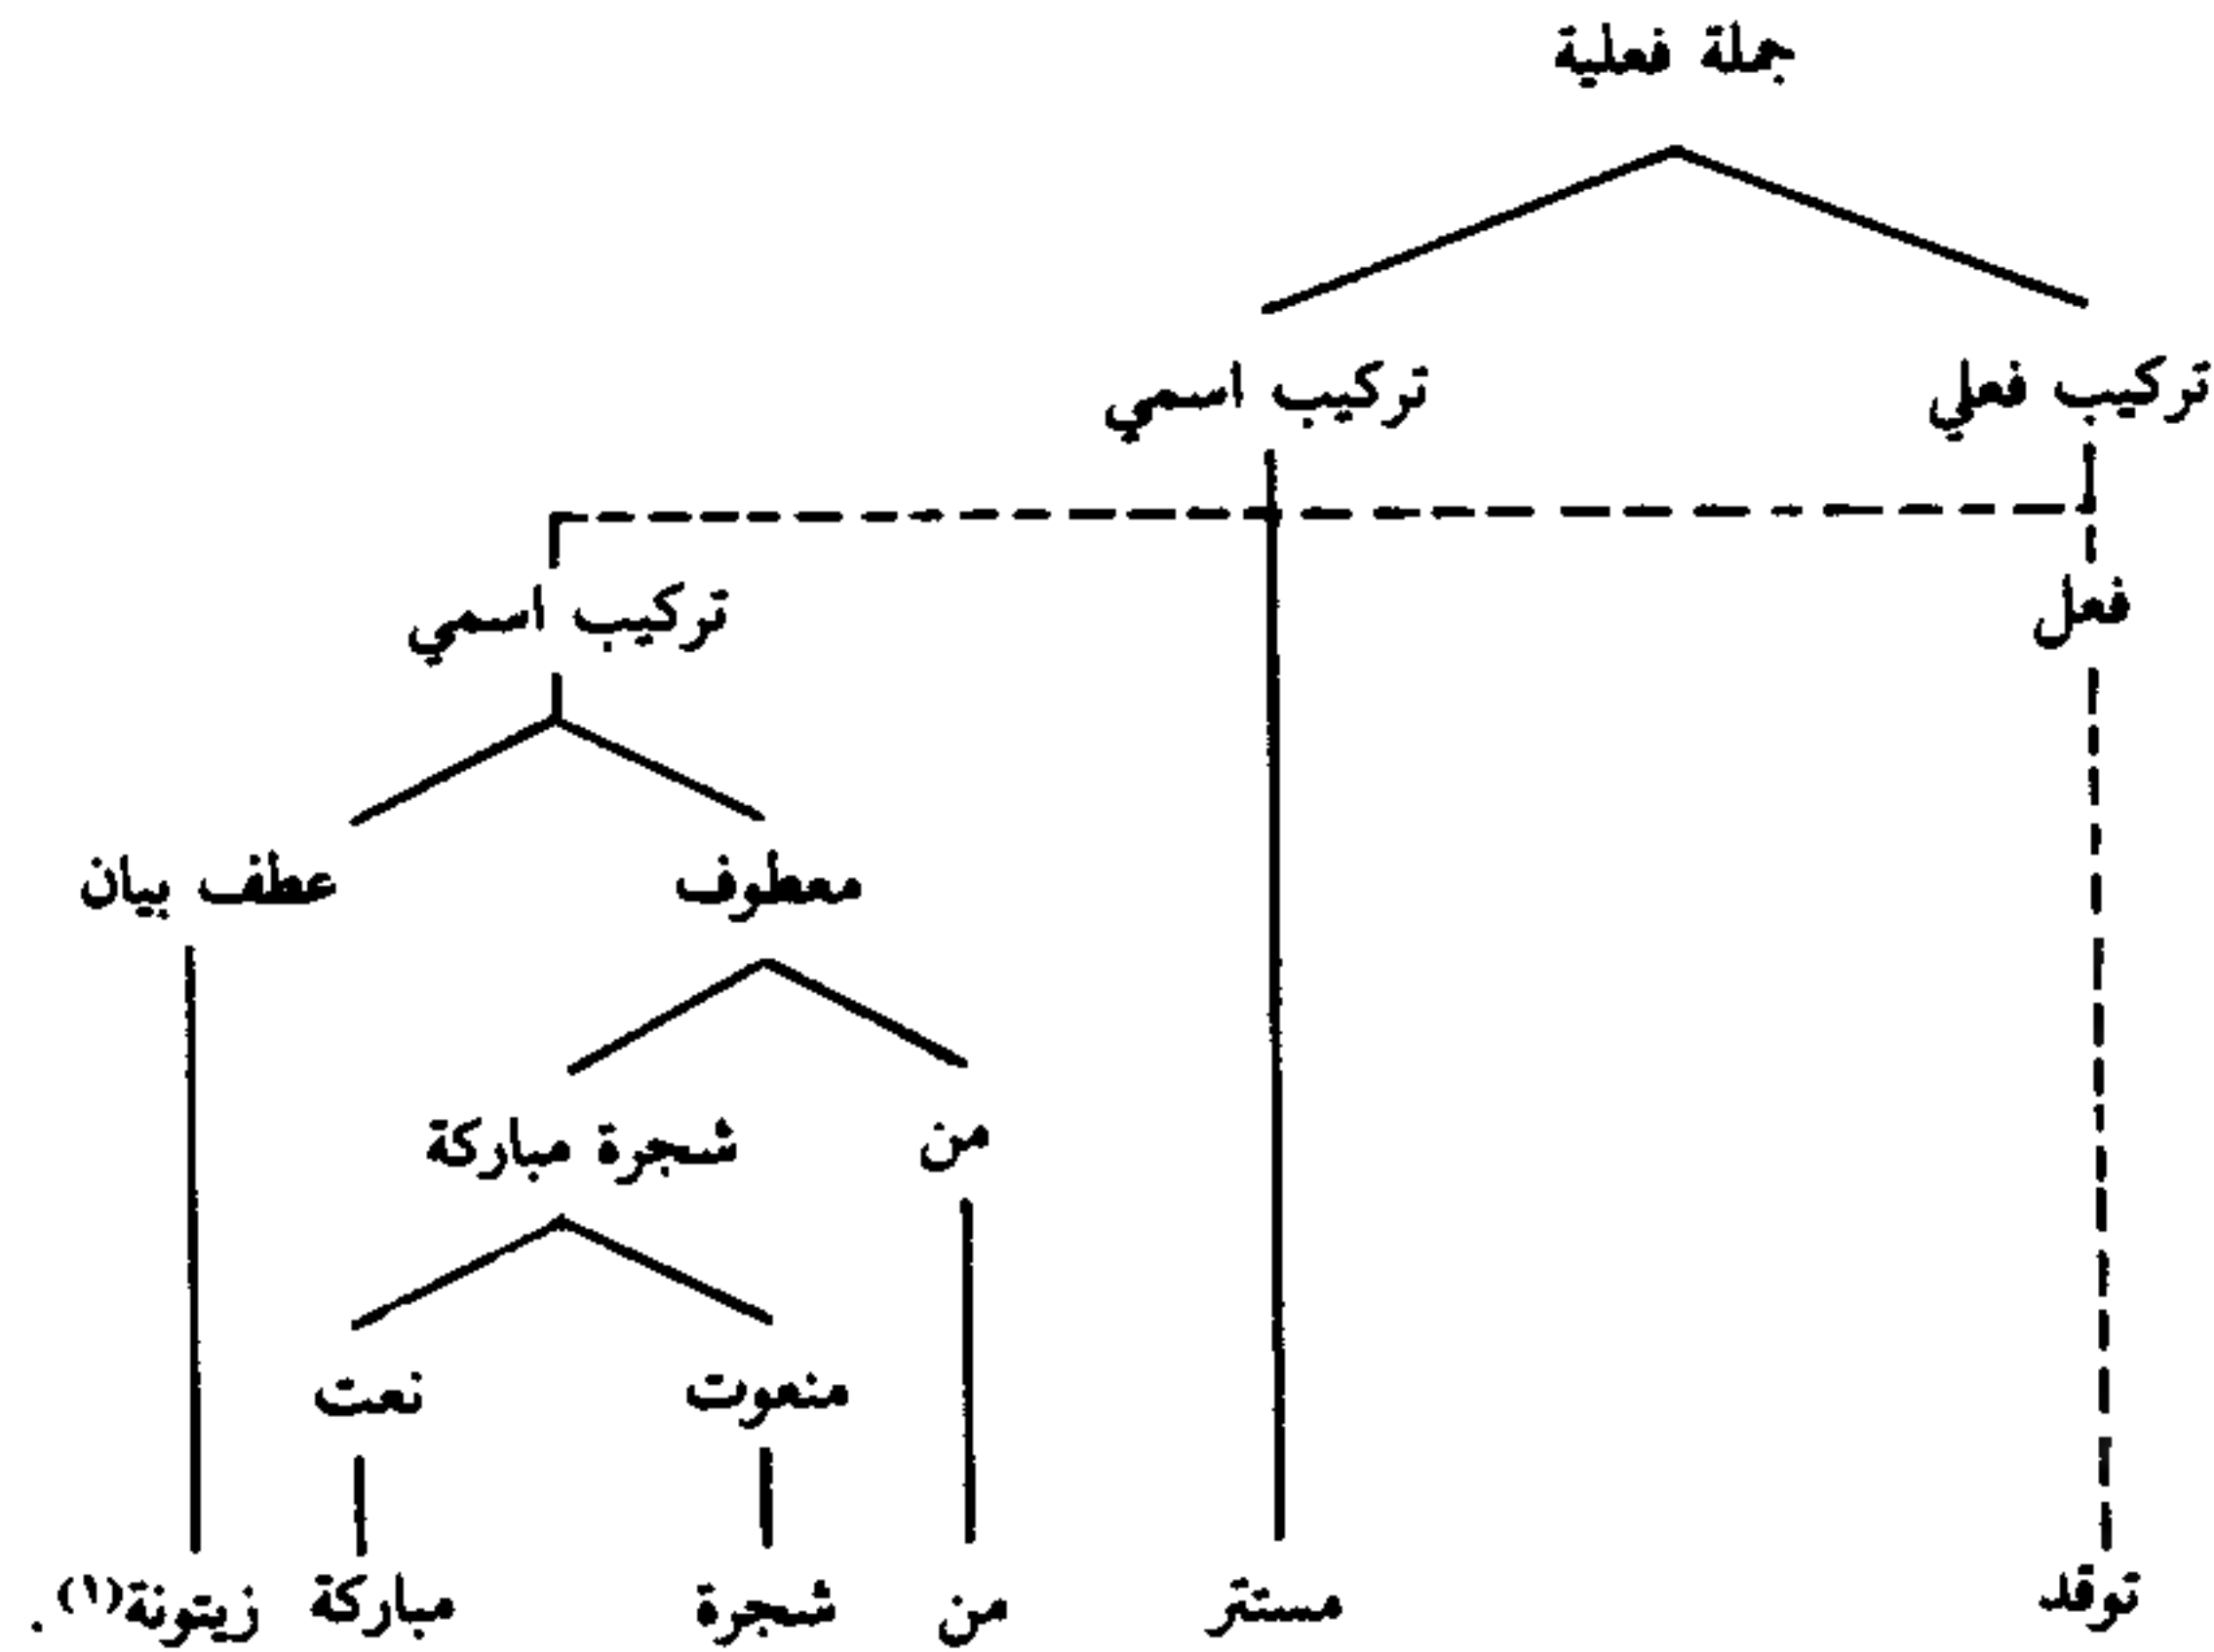 جملة فعلية
تركيب فعلي تركيب اسمي
فعل تركيب اسمي
معطوف عطف بيان
من شجرة مباركة
منعوت نعت
توقد مستتر من شجرة مباركة زيتونة(١).